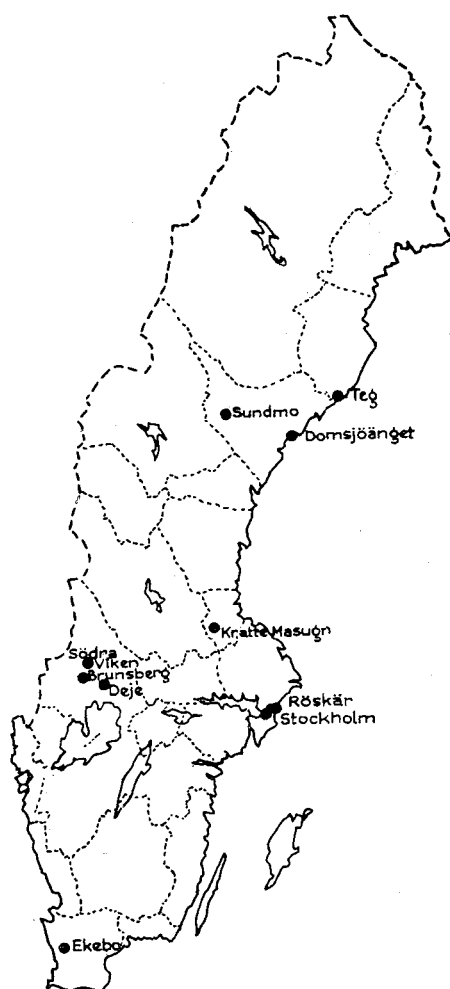 Teg
Sundmo
Domsjöänget
Kratte Masugn
Södra
Viken
Brunsberg
Deje
Röskär
Stockholm
Ekebo